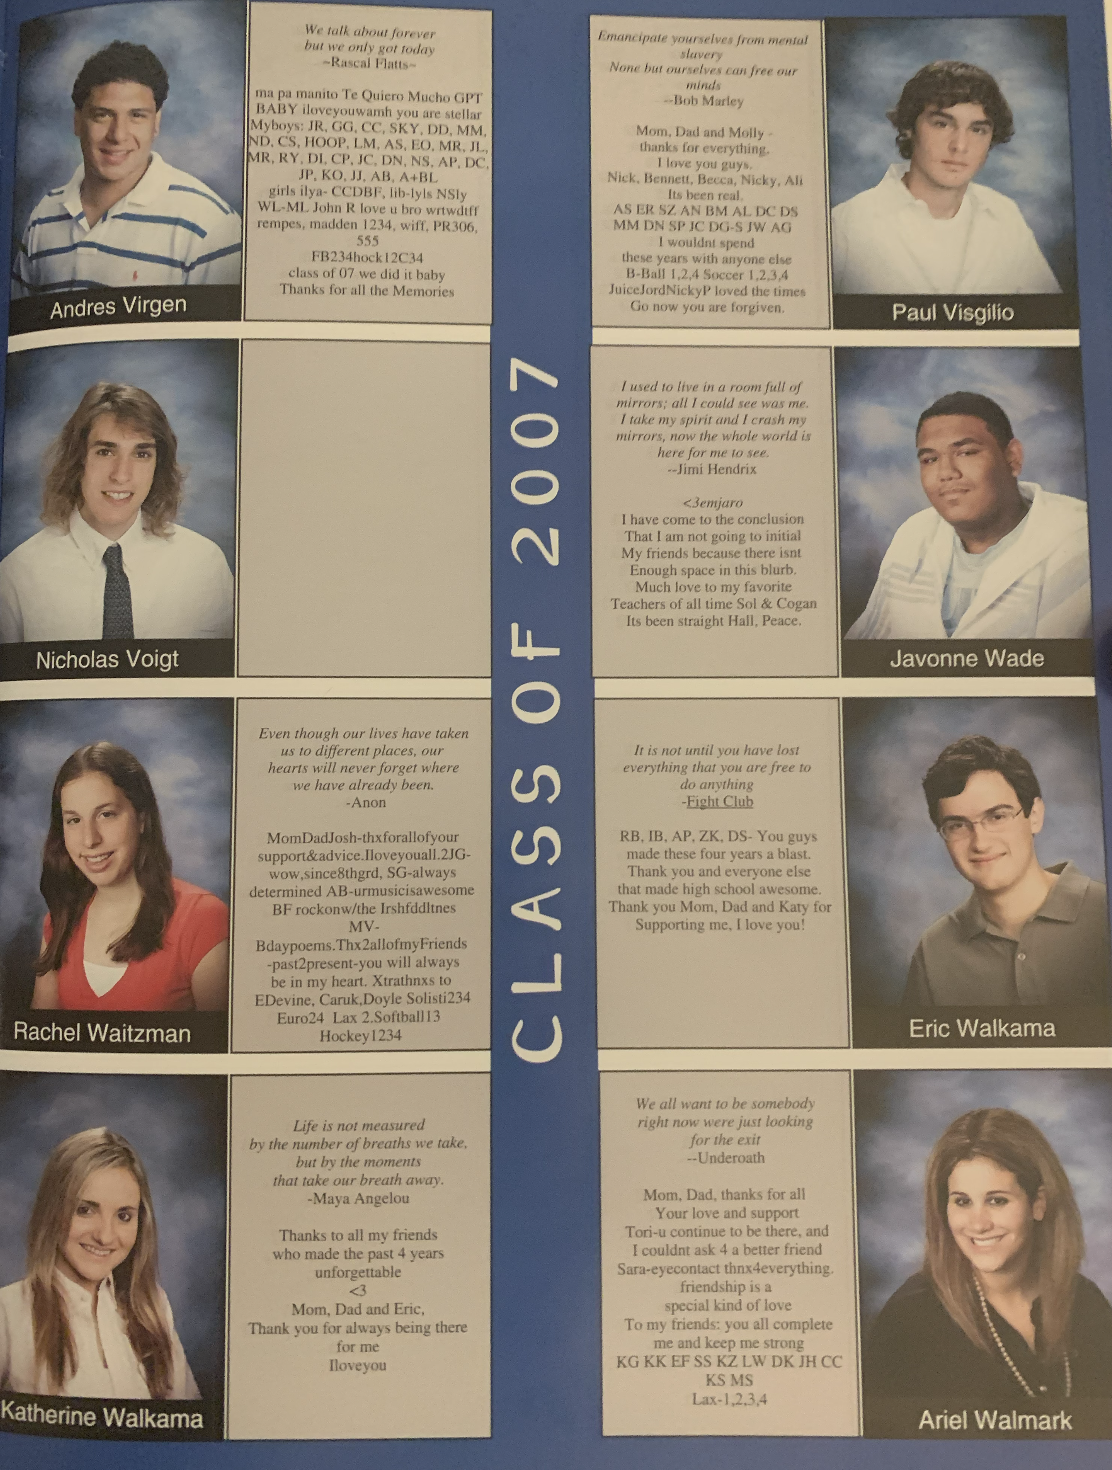 We talk about forever
but we only got today
~Rascal Flatts~
ma pa manito Te Quiero Mucho GPT
BABY iloveyouwamh you are stellar
Myboys: JR, GG, CC, SKY, DD, MM,
ND, CS, HOOP, LM, AS, EO, MR, JL,
MR, RY, DI, CP, JC, DN, NS, AP, DC,
JP, KO, JJ, AB, A+BL
girls ilya- CCDBF, lib-lyls NSly
WL-ML John R love u bro wrtwdtff
rempes, madden 1234, wiff, PR306,
555
FB234hock12C34
class of 07 we did it baby
Thanks for all the Memories
Andres Virgen
Nicholas Voigt
Even though our lives have taken
us to different places, our
hearts will never forget where
we have already been.
-Anon
MomDadJosh-thxforallofyour
support&advice.Iloveyouall.2JG-
wow,since8thgrd, SG-always
determined AB-urmusicisawesome
BF rockonw/the Irshfddltnes
MV-
Bdaypoems.Thx2allofmyFriends
-past2present-you will always
be in my heart. Xtrathnxs to
EDevine, Caruk,Doyle Solisti234
Euro24 Lax 2.Softball13
Hockey1234
Rachel Waitzman
Life is not measured
by the number of breaths we take,
but by the moments
that take our breath away.
-Maya Angelou
Thanks to all my friends
who made the past 4 years
unforgettable
<3
Mom, Dad and Eric,
Thank you for always being there
for me
Iloveyou
Katherine Walkama
CLASS OF 2007
Emancipate yourselves from mental
slavery
None but ourselves can free our
minds
--Bob Marley
Mom, Dad and Molly -
thanks for everything.
I love you guys.
Nick, Bennett, Becca, Nicky, Ali
Its been real.
AS ER SZ AN BM AL DC DS
MM DN SP JC DG-S JW AG
I wouldnt spend
these years with anyone else
B-Ball 1,2,4 Soccer 1,2,3,4
JuiceJordNickyP loved the times
Go now you are forgiven.
Paul Visgilio
I used to live in a room full of
mirrors; all I could see was me.
I take my spirit and I crash my
mirrors, now the whole world is
here for me to see.
--Jimi Hendrix
<3emjaro
I have come to the conclusion
That I am not going to initial
My friends because there isnt
Enough space in this blurb.
Much love to my favorite
Teachers of all time Sol & Cogan
Its been straight Hall, Peace.
Javonne Wade
It is not until you have lost
everything that you are free to
do anything
-Fight Club
RB, IB, AP, ZK, DS- You guys
made these four years a blast.
Thank you and everyone else
that made high school awesome.
Thank you Mom, Dad and Katy for
Supporting me, I love you!
Eric Walkama
We all want to be somebody
right now were just looking
for the exit
--Underoath
Mom, Dad, thanks for all
Your love and support
Tori-u continue to be there, and
I couldnt ask 4 a better friend
Sara-eyecontact thnx4everything.
friendship is a
special kind of love
To my friends: you all complete
me and keep me strong
KG KK EF SS KZ LW DK JH CC
KS MS
Lax-1,2,3,4
Ariel Walmark